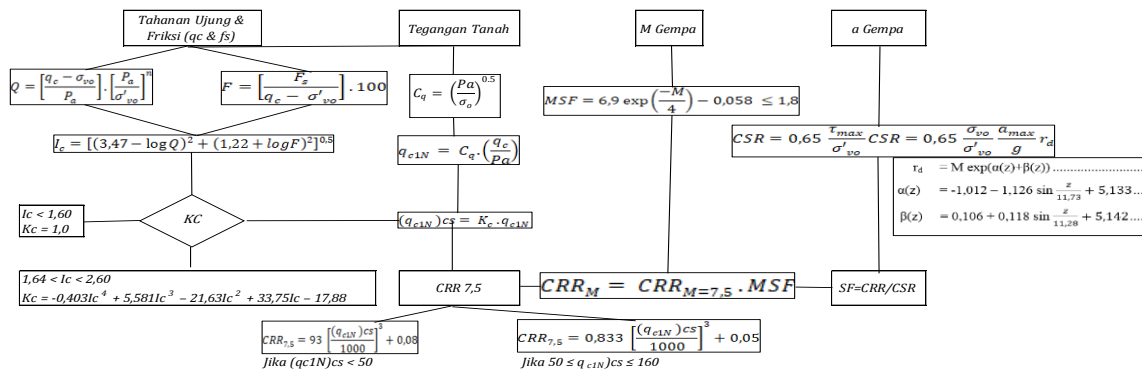 Tahanan Ujung &
Friksi (qc & fs)
Tegangan Tanah
M Gempa
a Gempa
Q = [(q_c − σ_vo)/P_a] . [P_a/σ'_vo]^n
F = [F_s/(q_c − σ'_vo)] . 100
C_q = (Pa/σ_o)^0.5
MSF = 6,9 exp(−M/4) − 0,058 ≤ 1,8
I_c = [(3,47 − log Q)² + (1,22 + logF)²]^0,5
q_c1N = C_q . (q_c/Pa)
CSR = 0,65 τ_max/σ'_vo CSR = 0,65 σ_vo/σ'_vo a_max/g r_d
r_d = M exp(α(z)+β(z)) ......................
α(z) = -1,012 – 1,126 sin z/11,73 + 5,133....
β(z) = 0,106 + 0,118 sin z/11,28 + 5,142....
Ic < 1,60
Kc = 1,0
KC
(q_c1N)cs = K_c . q_c1N
1,64 < Ic < 2,60
Kc = -0,403Ic⁴ + 5,581Ic³ – 21,63Ic² + 33,75Ic – 17,88
CRR 7,5
CRR_M = CRR_M=7,5 . MSF
SF=CRR/CSR
CRR_7,5 = 93 [(q_c1N)cs/1000]³ + 0,08
Jika (qc1N)cs < 50
CRR_7,5 = 0,833 [(q_c1N)cs/1000]³ + 0,05
Jika 50 ≤ q_c1N)cs ≤ 160